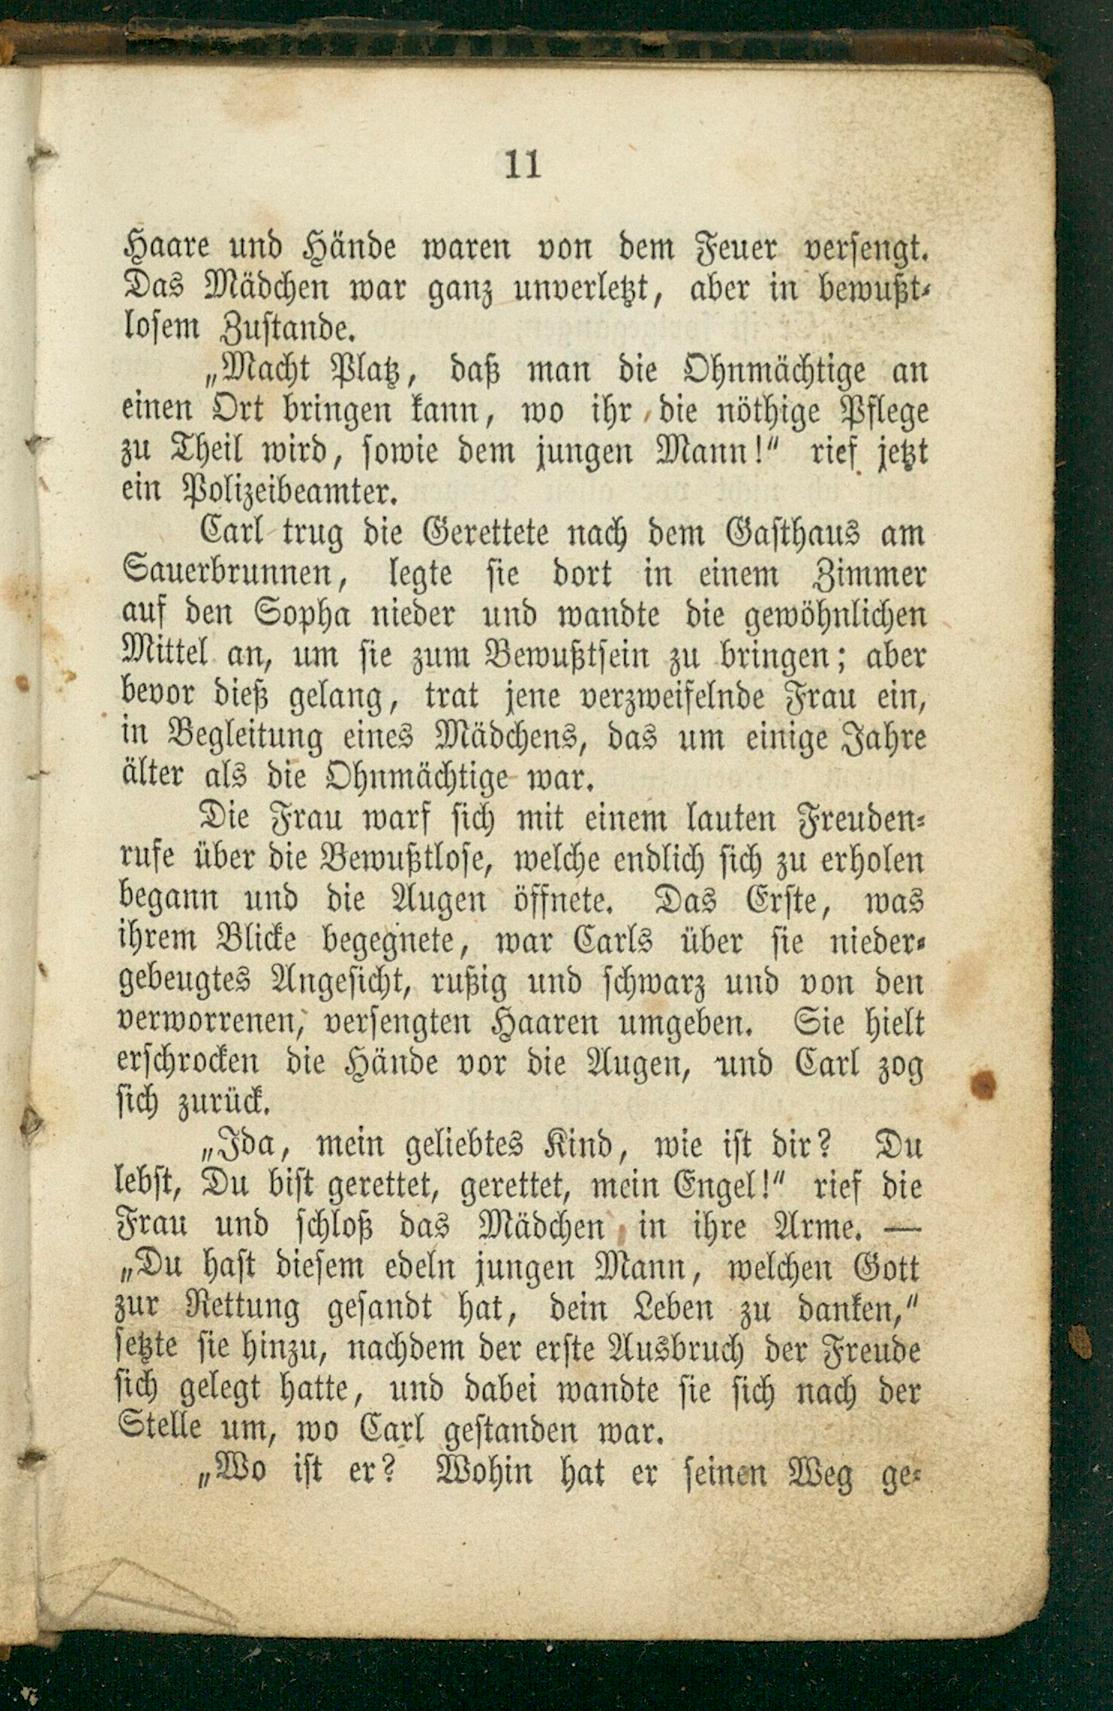 11
Haare und Hände waren von dem Feuer versengt.
Das Mädchen war ganz unverletzt, aber in bewußt-
losem Zustande.
„Macht Platz, daß man die Ohnmächtige an
einen Ort bringen kann, wo ihr die nöthige Pflege
zu Theil wird, sowie dem jungen Mann!“ rief jetzt
ein Polizeibeamter.
Carl trug die Gerettete nach dem Gasthaus am
Sauerbrunnen, legte sie dort in einem Zimmer
auf den Sopha nieder und wandte die gewöhnlichen
Mittel an, um sie zum Bewußtsein zu bringen; aber
bevor dieß gelang, trat jene verzweifelnde Frau ein,
in Begleitung eines Mädchens, das um einige Jahre
älter als die Ohnmächtige war.
Die Frau warf sich mit einem lauten Freuden-
rufe über die Bewußtlose, welche endlich sich zu erholen
begann und die Augen öffnete. Das Erste, was
ihrem Blicke begegnete, war Carls über sie nieder-
gebeugtes Angesicht, rußig und schwarz und von den
verworrenen, versengten Haaren umgeben. Sie hielt
erschrocken die Hände vor die Augen, und Carl zog
sich zurück.
„Ida, mein geliebtes Kind, wie ist dir? Du
lebst, Du bist gerettet, gerettet, mein Engel!“ rief die
Frau und schloß das Mädchen in ihre Arme. —
„Du hast diesem edeln jungen Mann, welchen Gott
zur Rettung gesandt hat, dein Leben zu danken,“
setzte sie hinzu, nachdem der erste Ausbruch der Freude
sich gelegt hatte, und dabei wandte sie sich nach der
Stelle um, wo Carl gestanden war.
„Wo ist er? Wohin hat er seinen Weg ge-